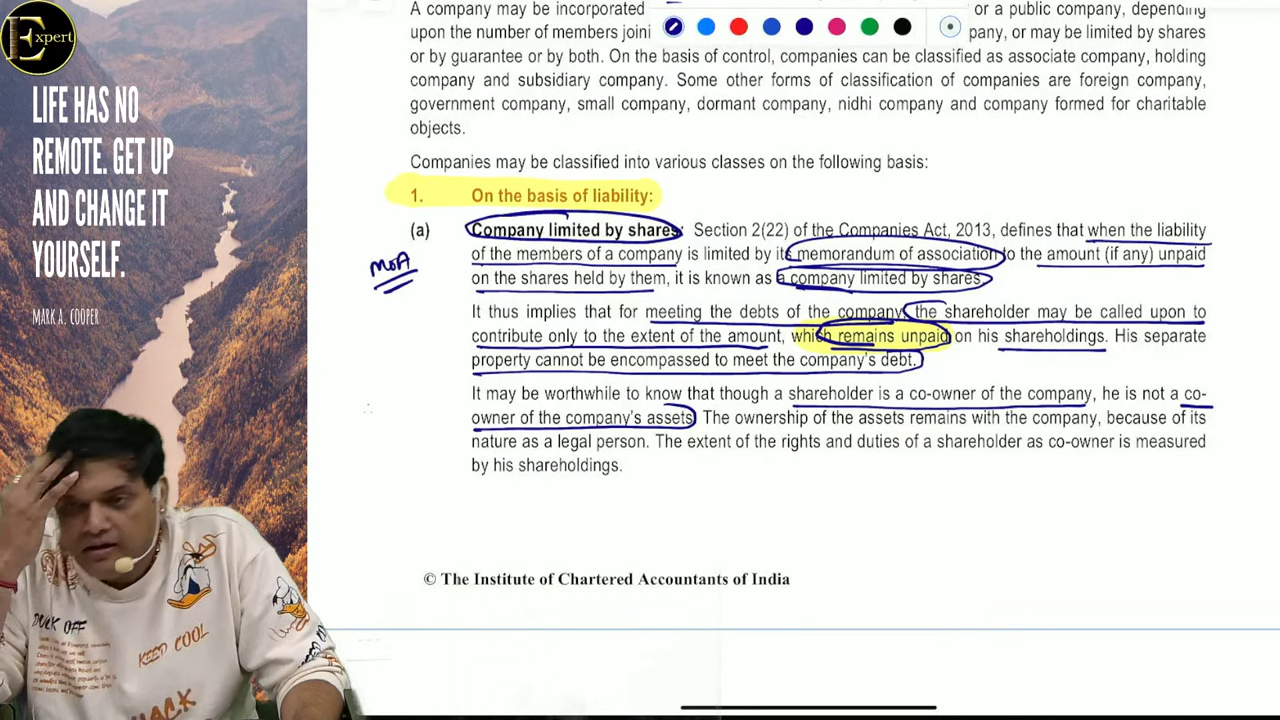 Expert
LIFE HAS NO
REMOTE. GET UP
AND CHANGE IT
YOURSELF.
MARK A. COOPER
A company may be incorporated
or a public company, depending
upon the number of members joini
pany, or may be limited by shares
or by guarantee or by both. On the basis of control, companies can be classified as associate company, holding
company and subsidiary company. Some other forms of classification of companies are foreign company,
government company, small company, dormant company, nidhi company and company formed for charitable
objects.
Companies may be classified into various classes on the following basis:
1. On the basis of liability:
(a) Company limited by shares: Section 2(22) of the Companies Act, 2013, defines that when the liability
of the members of a company is limited by its memorandum of association to the amount (if any) unpaid
on the shares held by them, it is known as a company limited by shares.
MOA
It thus implies that for meeting the debts of the company, the shareholder may be called upon to
contribute only to the extent of the amount, which remains unpaid on his shareholdings. His separate
property cannot be encompassed to meet the company's debt.
It may be worthwhile to know that though a shareholder is a co-owner of the company, he is not a co-
owner of the company's assets. The ownership of the assets remains with the company, because of its
nature as a legal person. The extent of the rights and duties of a shareholder as co-owner is measured
by his shareholdings.
© The Institute of Chartered Accountants of India
DUCK OFF
KEEP COOL